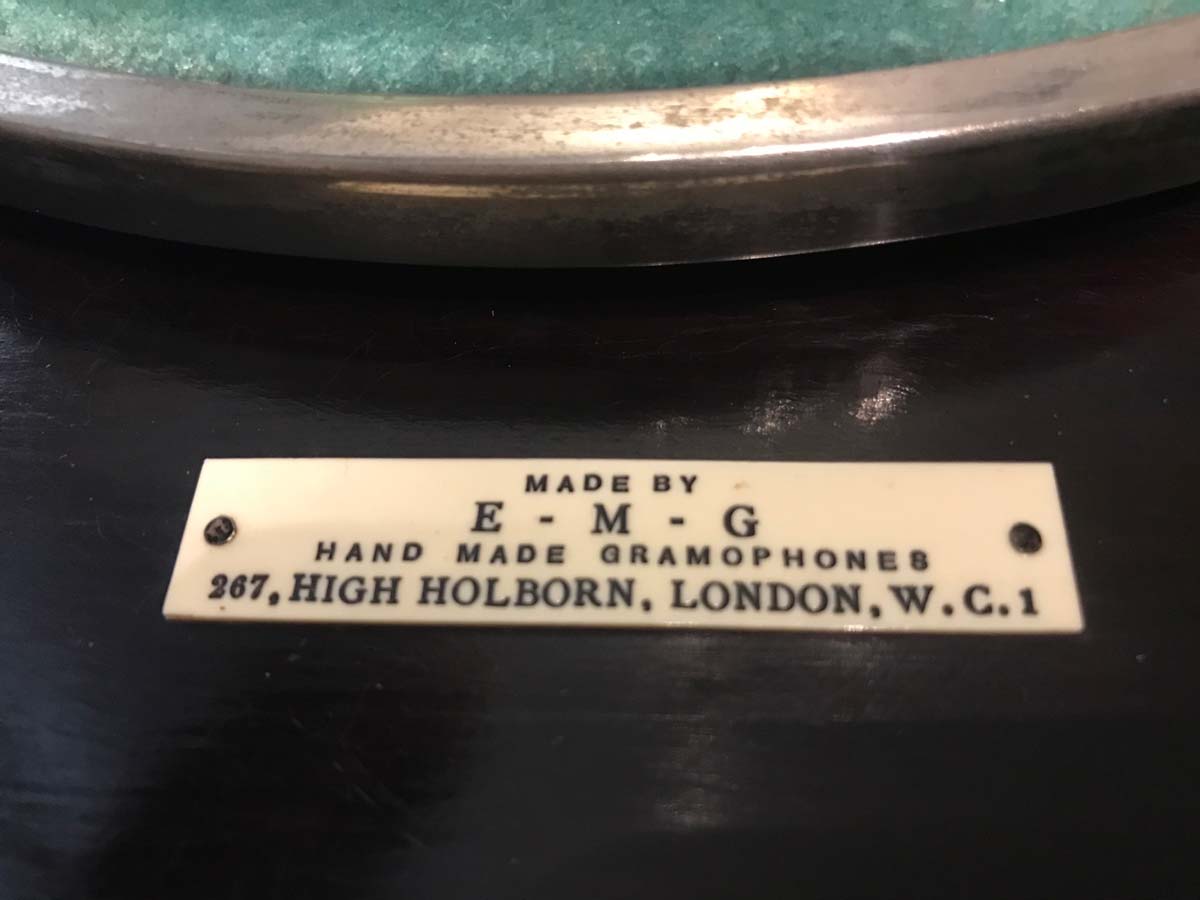 MADE BY
E - M - G
HAND MADE GRAMOPHONES
267, HIGH HOLBORN, LONDON, W.C.1